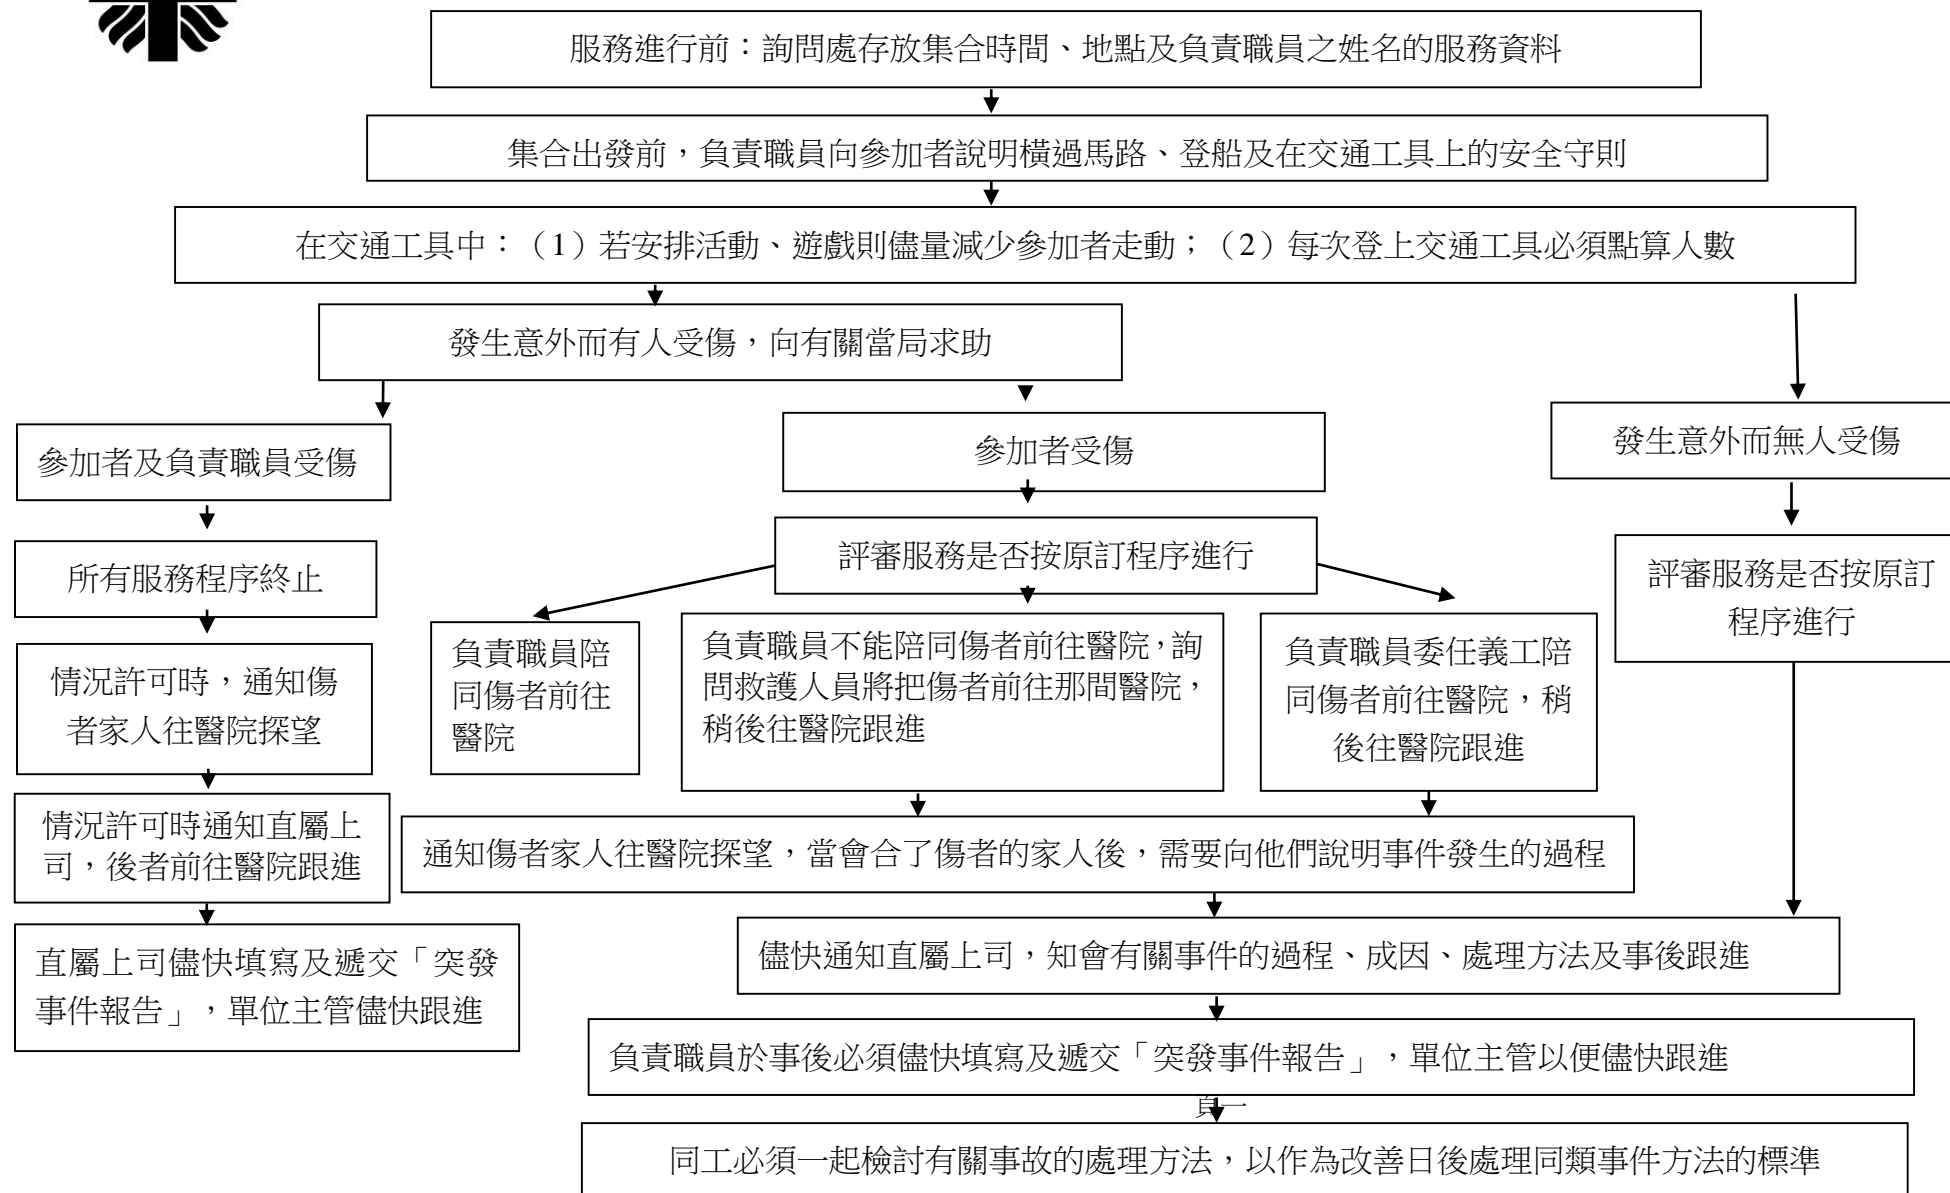 服務進行前：詢問處存放集合時間、地點及負責職員之姓名的服務資料
集合出發前，負責職員向參加者說明橫過馬路、登船及在交通工具上的安全守則
在交通工具中：（1）若安排活動、遊戲則儘量減少參加者走動；（2）每次登上交通工具必須點算人數
發生意外而有人受傷，向有關當局求助
參加者及負責職員受傷
參加者受傷
發生意外而無人受傷
所有服務程序終止
評審服務是否按原訂程序進行
評審服務是否按原訂
程序進行
情況許可時，通知傷
者家人往醫院探望
負責職員陪
同傷者前往
醫院
負責職員不能陪同傷者前往醫院，詢
問救護人員將把傷者前往那間醫院，
稍後往醫院跟進
負責職員委任義工陪
同傷者前往醫院，稍
後往醫院跟進
情況許可時通知直屬上
司，後者前往醫院跟進
通知傷者家人往醫院探望，當會合了傷者的家人後，需要向他們說明事件發生的過程
直屬上司儘快填寫及遞交「突發
事件報告」，單位主管儘快跟進
儘快通知直屬上司，知會有關事件的過程、成因、處理方法及事後跟進
負責職員於事後必須儘快填寫及遞交「突發事件報告」，單位主管以便儘快跟進
頁一
同工必須一起檢討有關事故的處理方法，以作為改善日後處理同類事件方法的標準